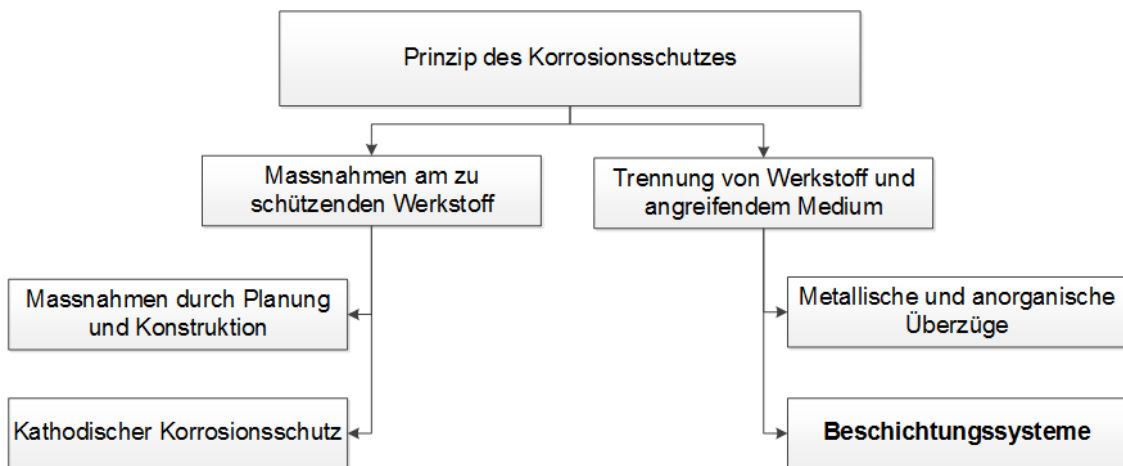 Prinzip des Korrosionsschutzes
Massnahmen am zu
schützenden Werkstoff
Trennung von Werkstoff und
angreifendem Medium
Massnahmen durch Planung
und Konstruktion
Metallische und anorganische
Überzüge
Kathodischer Korrosionsschutz
Beschichtungssysteme